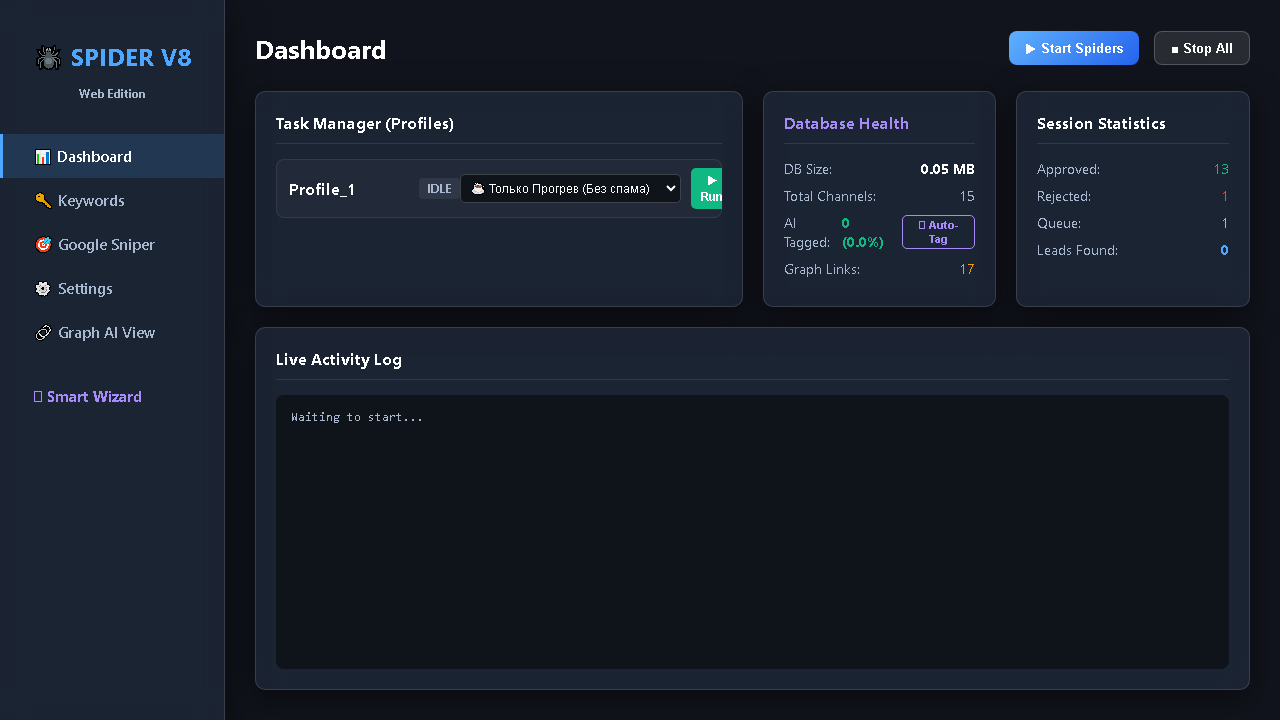 SPIDER V8
Web Edition
Dashboard
Keywords
Google Sniper
Settings
Graph AI View
Smart Wizard
Dashboard
▶ Start Spiders
■ Stop All
Task Manager (Profiles)
Profile_1
IDLE
Только Прогрев (Без спама)
▶
Run
Database Health
DB Size: 0.05 MB
Total Channels: 15
AI Tagged: 0 (0.0%)
Auto-Tag
Graph Links: 17
Session Statistics
Approved: 13
Rejected: 1
Queue: 1
Leads Found: 0
Live Activity Log
Waiting to start...